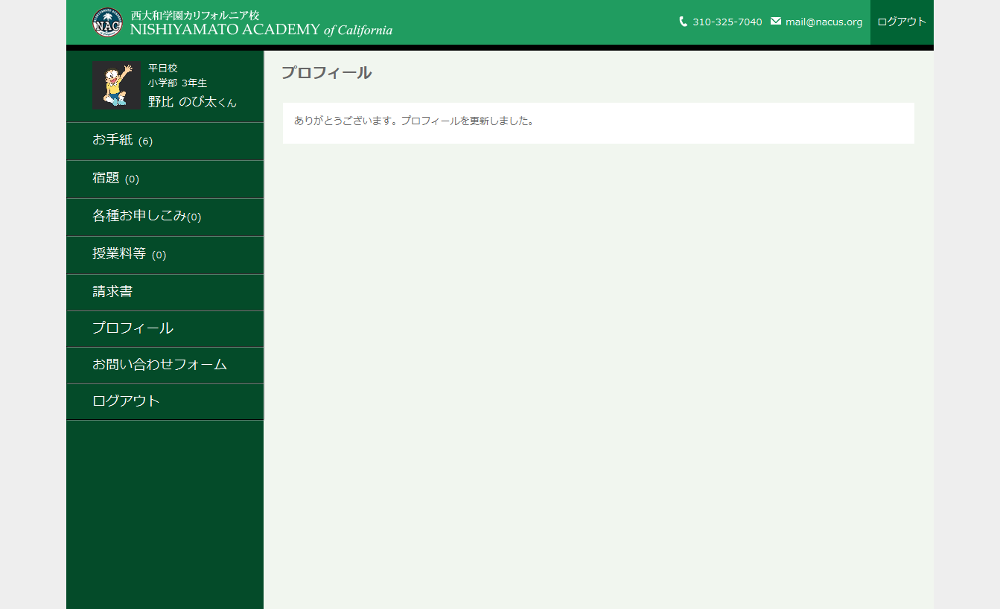 西大和学園カリフォルニア校
NISHIYAMATO ACADEMY of California
NAC
310-325-7040
mail@nacus.org
ログアウト
平日校
小学部 3年生
野比 のび太くん
お手紙 (6)
宿題 (0)
各種お申しこみ(0)
授業料等 (0)
請求書
プロフィール
お問い合わせフォーム
ログアウト
プロフィール
ありがとうございます。プロフィールを更新しました。